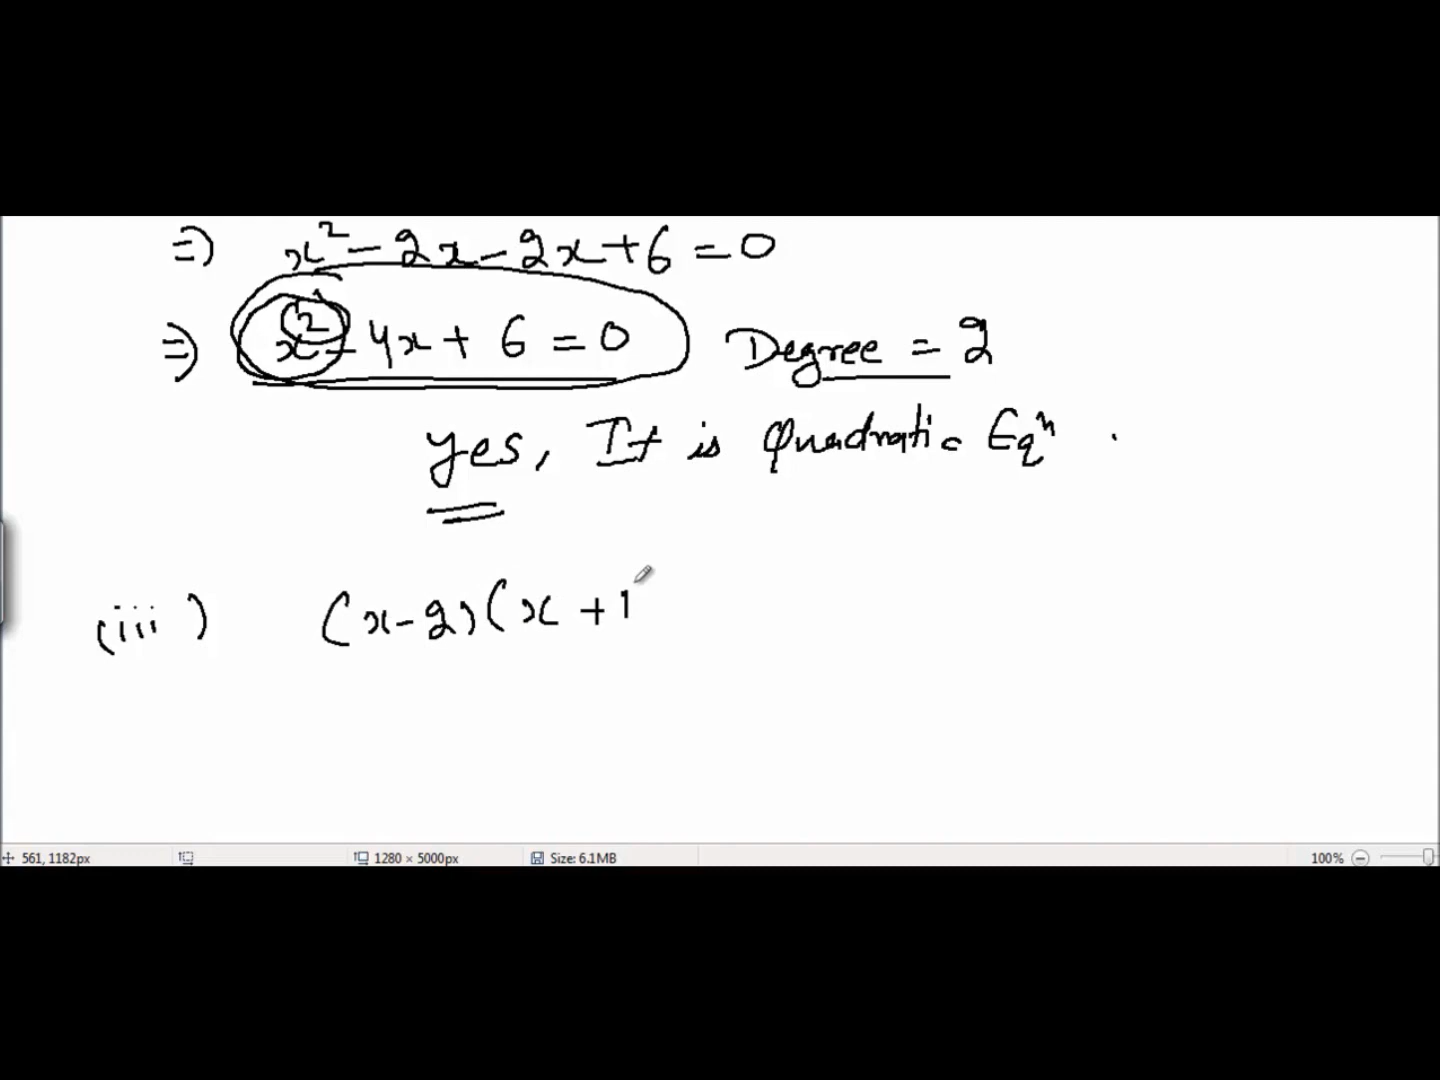 => x² - 2x - 2x + 6 = 0
=> x² - 4x + 6 = 0 Degree = 2
yes, It is Quadratic Eqⁿ .
(iii) (x-2)(x + 1
561, 1182px 1280 × 5000px Size: 6.1MB 100%